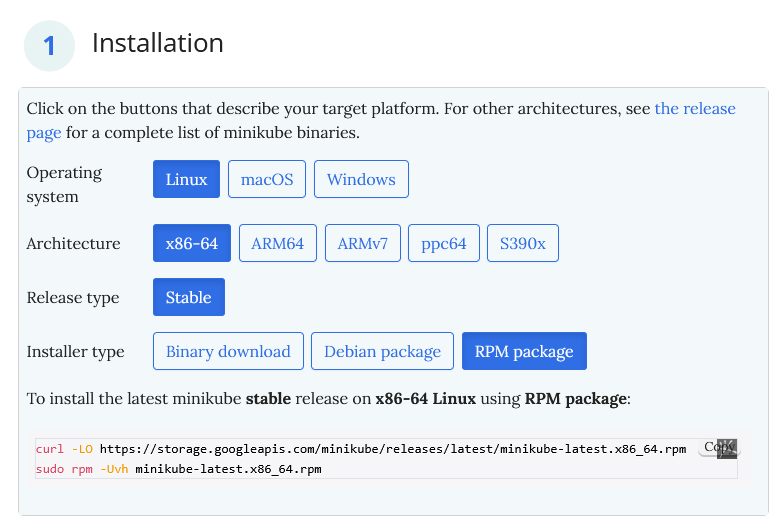 1 Installation
Click on the buttons that describe your target platform. For other architectures, see the release
page for a complete list of minikube binaries.
Operating
system
Linux macOS Windows
Architecture x86-64 ARM64 ARMv7 ppc64 S390x
Release type Stable
Installer type Binary download Debian package RPM package
To install the latest minikube stable release on x86-64 Linux using RPM package:
curl -LO https://storage.googleapis.com/minikube/releases/latest/minikube-latest.x86_64.rpm Copy
sudo rpm -Uvh minikube-latest.x86_64.rpm